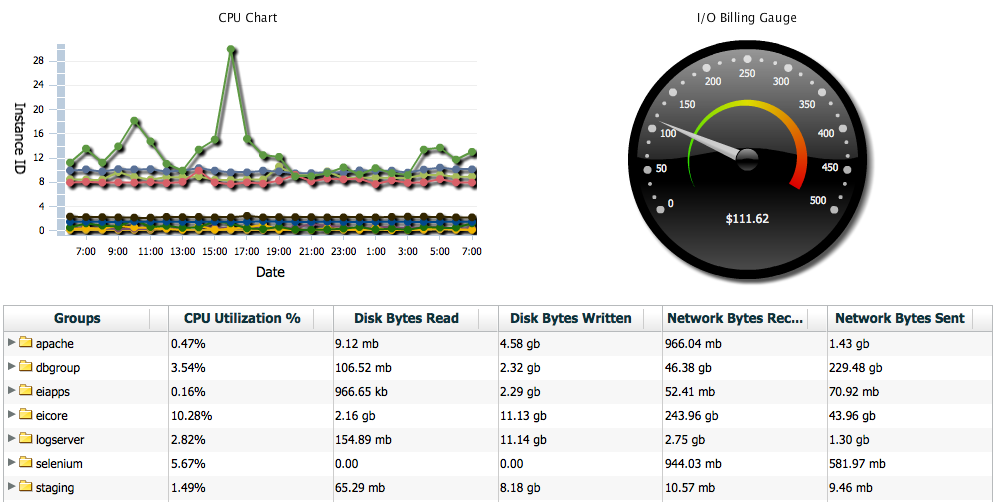 CPU Chart
28
24
20
16
12
8
4
0
Instance ID
7:00 9:00 11:00 13:00 15:00 17:00 19:00 21:00 23:00 1:00 3:00 5:00 7:00
Date
I/O Billing Gauge
0
50
100
150
200
250
300
350
400
450
500
$111.62
Groups CPU Utilization % Disk Bytes Read Disk Bytes Written Network Bytes Rec... Network Bytes Sent
apache 0.47% 9.12 mb 4.58 gb 966.04 mb 1.43 gb
dbgroup 3.54% 106.52 mb 2.32 gb 46.38 gb 229.48 gb
eiapps 0.16% 966.65 kb 2.29 gb 52.41 mb 70.92 mb
eicore 10.28% 2.16 gb 11.13 gb 243.96 gb 43.96 gb
logserver 2.82% 154.89 mb 11.14 gb 2.75 gb 1.30 gb
selenium 5.67% 0.00 0.00 944.03 mb 581.97 mb
staging 1.49% 65.29 mb 8.18 gb 10.57 mb 9.46 mb